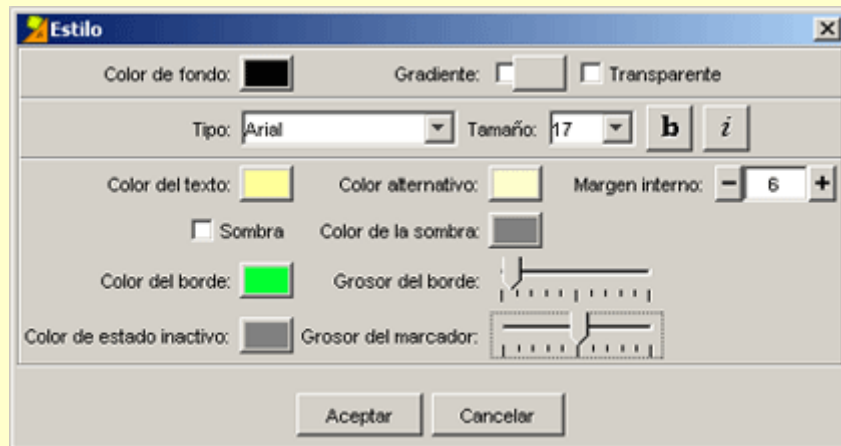 Estilo
Color de fondo: Gradiente: Transparente
Tipo: Arial Tamaño: 17 b i
Color del texto: Color alternativo: Margen interno: - 6 +
Sombra Color de la sombra:
Color del borde: Grosor del borde:
Color de estado inactivo: Grosor del marcador:
Aceptar Cancelar